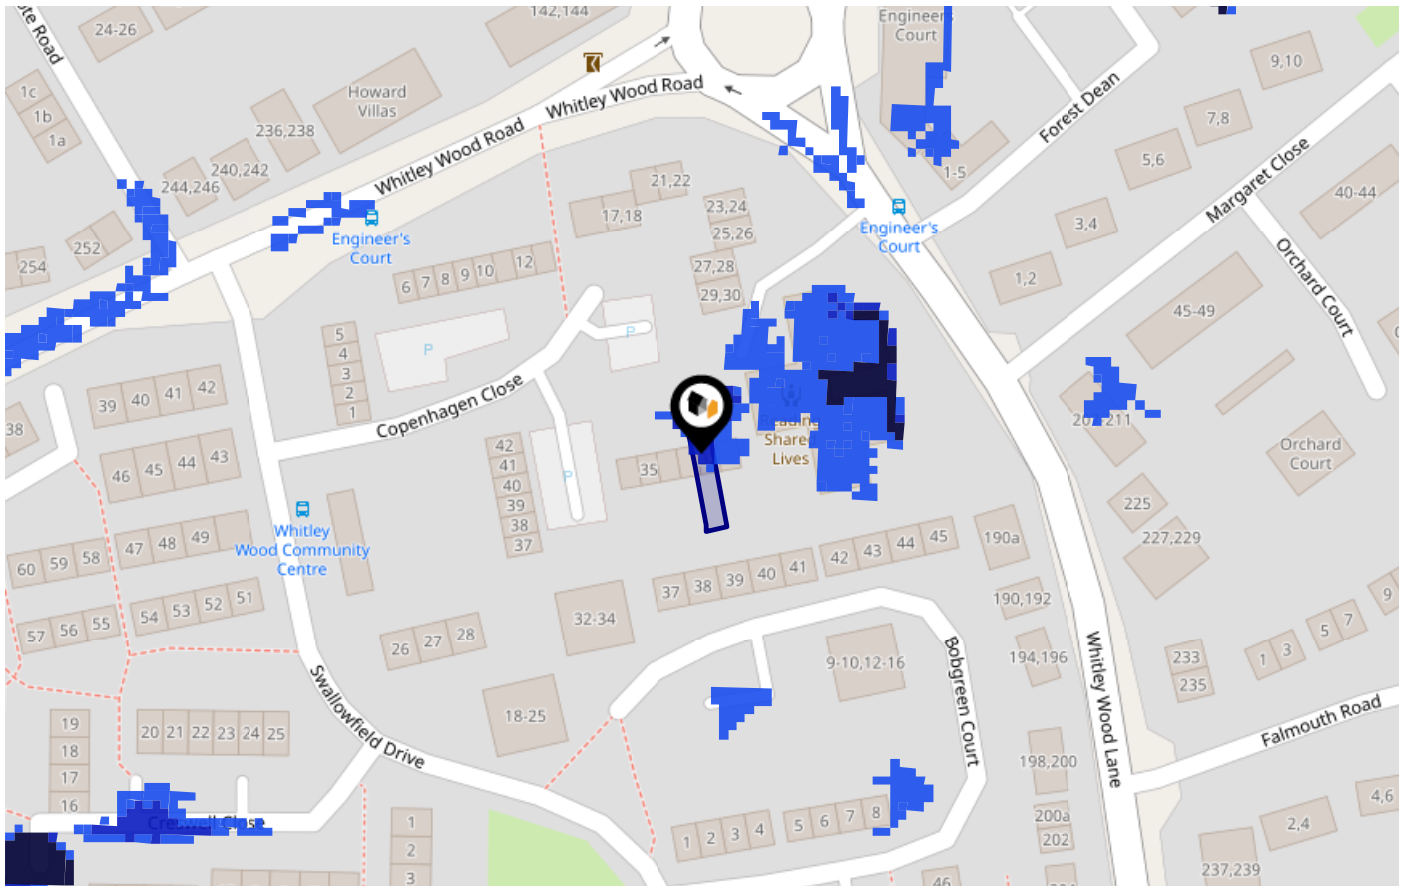 142,144
Engineers
Court
24-26
9,10
Howard
Villas
1c
1b
1a
Whitley Wood Road
236,238
Whitley Wood Road
Forest Dean
7,8
5,6
1-5
240,242
244,246
21,22
17,18
23,24
25,26
27,28
29,30
Margaret Close
40-44
3,4
1,2
252
254
Engineer's
Court
Engineer's
Court
6 7 8 9 10 12
Orchard Court
45-49
5
4
3
2
1
P
P
P
39 40 41 42
38
Copenhagen Close
Shared
Lives
Orchard
Court
46 45 44 43
42
41
40
39
38
37
35
225
227,229
Whitley
Wood Community
Centre
47 48 49
60 59 58
54 53 52 51
57 56 55
190a
37 38 39 40 41
42 43 44 45
190,192
194,196
32-34
26 27 28
9-10,12-16
Bobgreen Court
Whitley Wood Lane
9
5 7
1 3
233
235
18-25
Swallowfield Drive
Falmouth Road
19
18
17
16
20 21 22 23 24 25
198,200
200a
202
4,6
2,4
237,239
Creswell Close
1
2
3
1 2 3 4
5 6 7 8
46